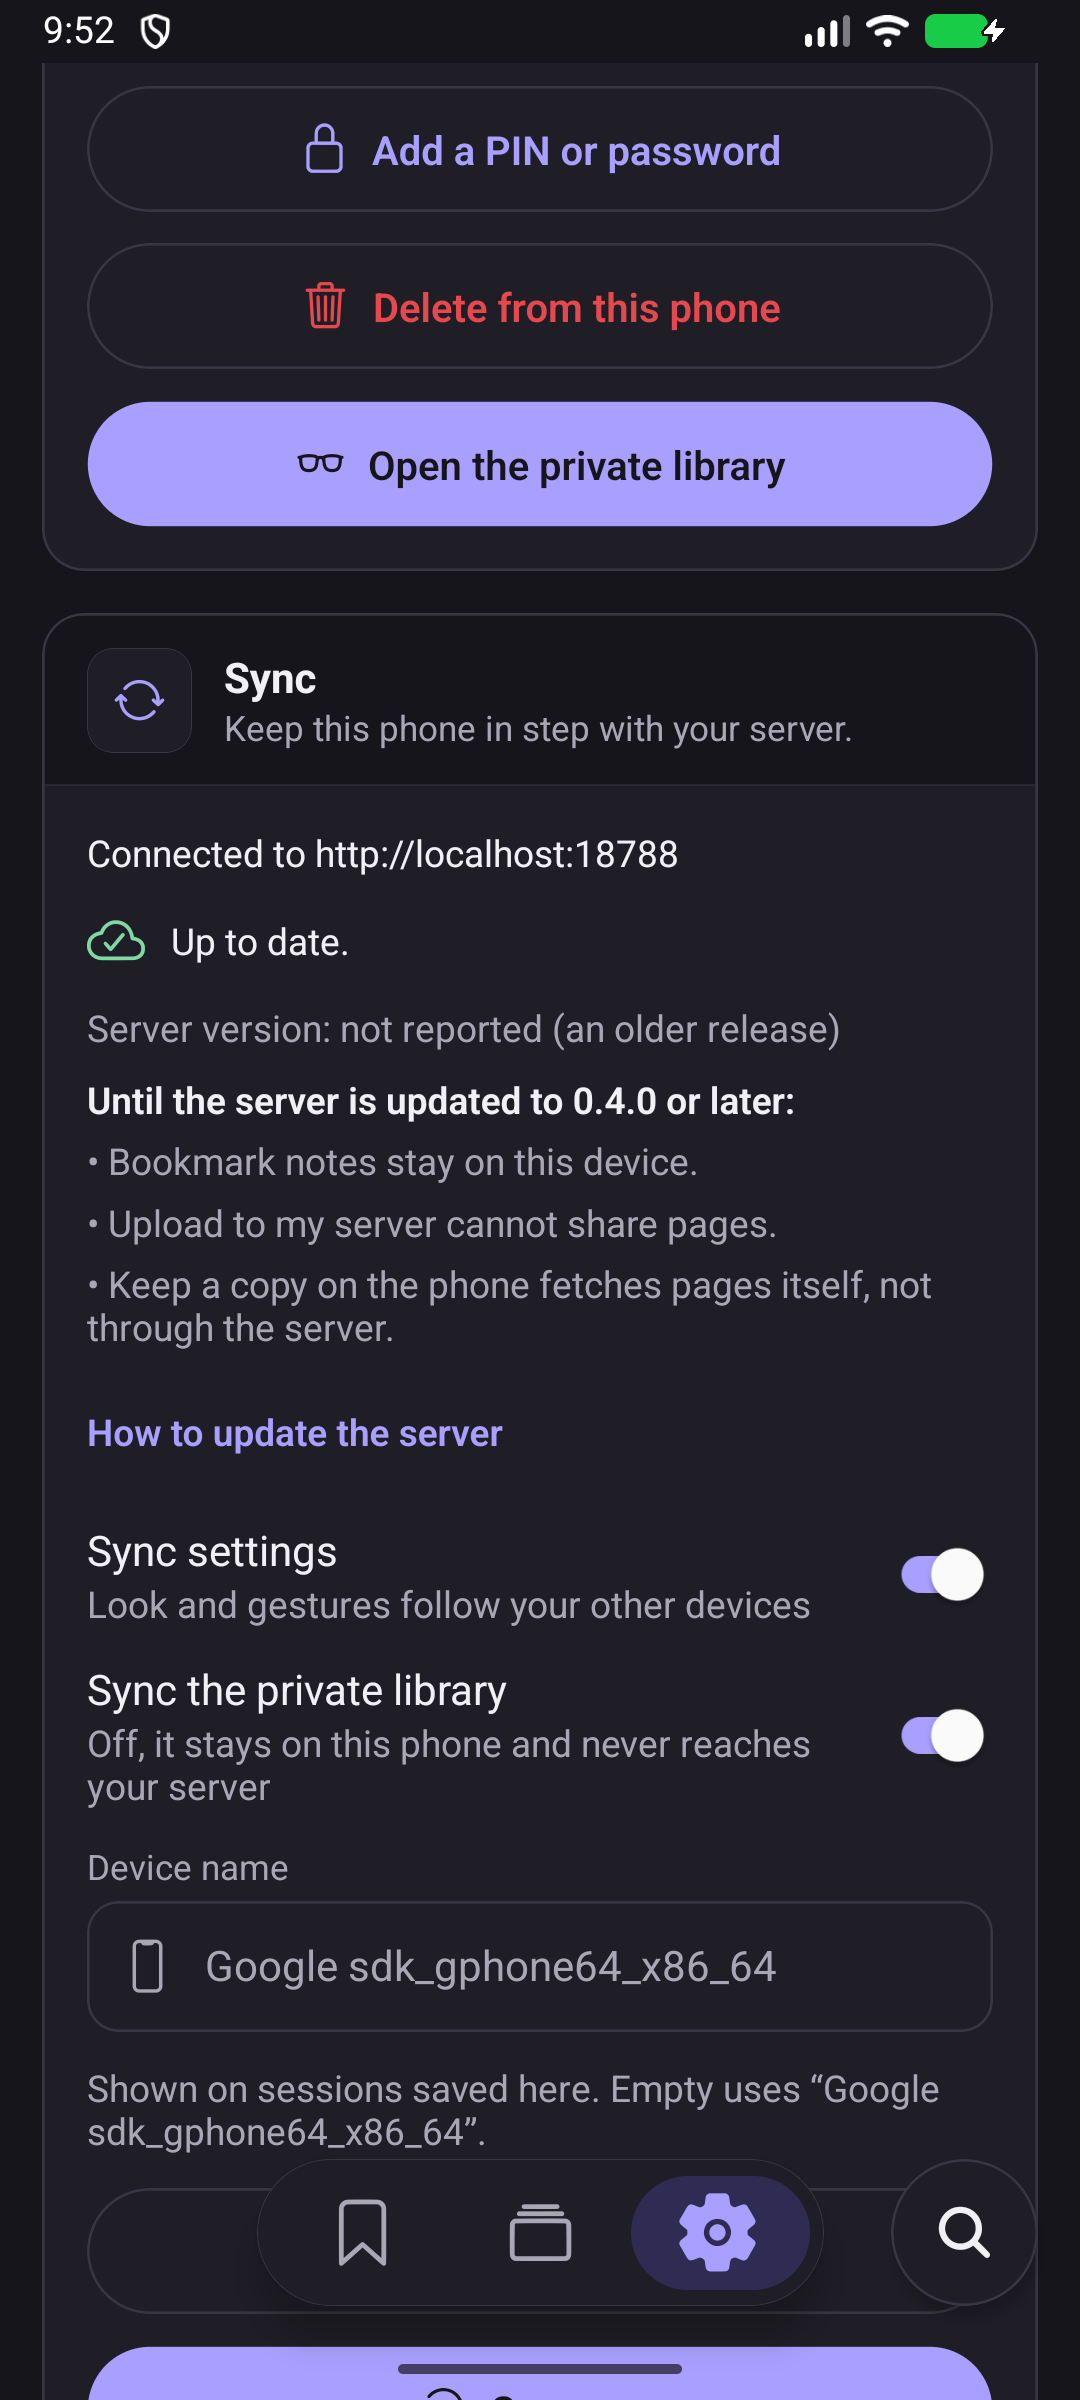 9:52
Add a PIN or password
Delete from this phone
Open the private library
Sync
Keep this phone in step with your server.
Connected to http://localhost:18788
Up to date.
Server version: not reported (an older release)
Until the server is updated to 0.4.0 or later:
• Bookmark notes stay on this device.
• Upload to my server cannot share pages.
• Keep a copy on the phone fetches pages itself, not
through the server.
How to update the server
Sync settings
Look and gestures follow your other devices
Sync the private library
Off, it stays on this phone and never reaches
your server
Device name
Google sdk_gphone64_x86_64
Shown on sessions saved here. Empty uses “Google
sdk_gphone64_x86_64”.